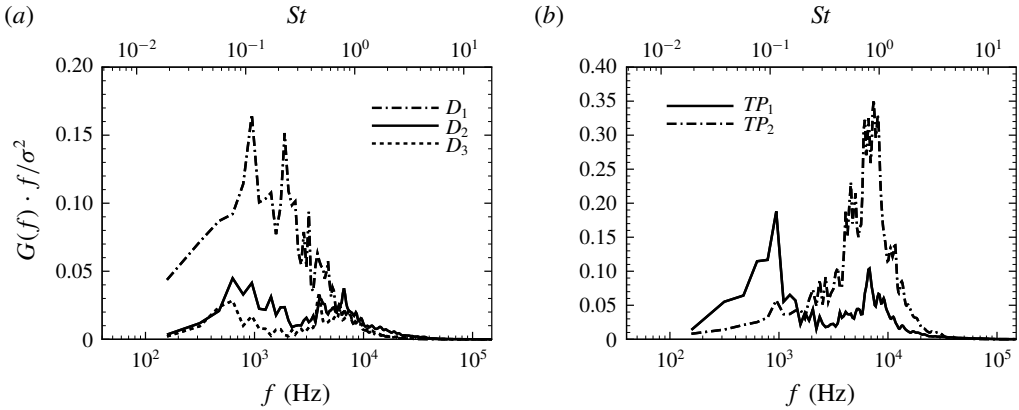 (a) St (b) St
10⁻² 10⁻¹ 10⁰ 10⁻² 10⁻¹ 10⁰
0.20 0.40
0.35
D₁ TP₁
0.15 D₂ 0.30 TP₂
D₃
0.25
G(f) · f/σ² 0.10 0.20
0.15
0.05 0.10
0.05
0 0
10² 10³ 10⁴ 10⁵ 10² 10³ 10⁴ 10⁵
f (Hz) f (Hz)